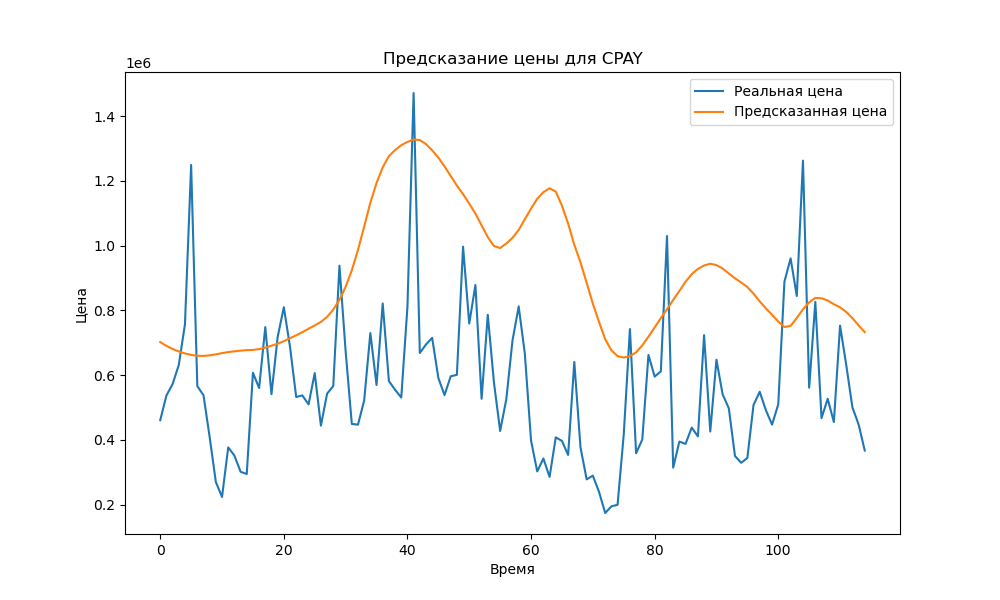 Предсказание цены для CPAY
1e6
Реальная цена
Предсказанная цена
1.4
1.2
1.0
0.8
0.6
0.4
0.2
Цена
0 20 40 60 80 100
Время